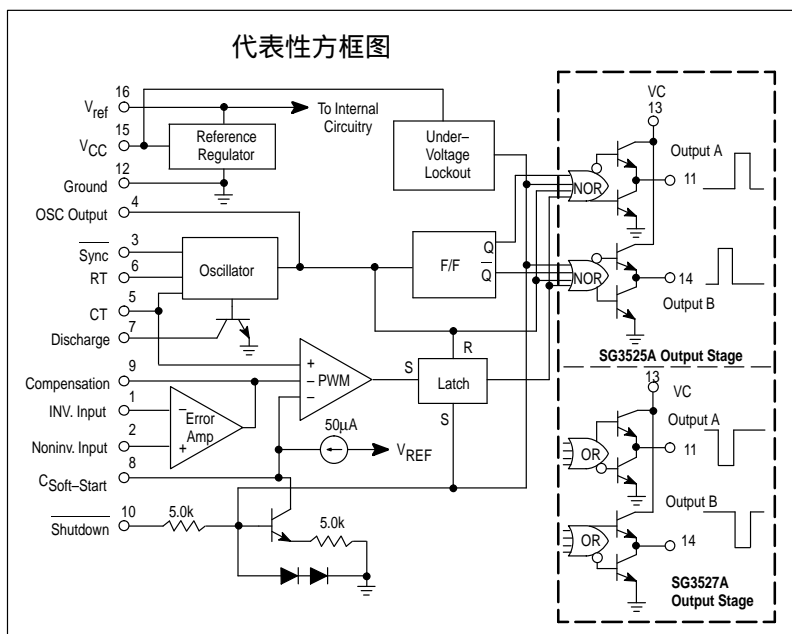 代表性方框图
16
Vref
To Internal
Circuitry
15
VCC
Reference
Regulator
Under–
Voltage
Lockout
12
Ground
4
OSC Output
3
Sync
6
RT
5
CT
7
Discharge
Oscillator
F/F
Q
Q
9
Compensation
1
INV. Input
2
Noninv. Input
8
CSoft–Start
10
Shutdown
–
Error
Amp
+
+
–
PWM
–
S
R
Latch
S
50µA
VREF
5.0k
5.0k
VC
13
Output A
NOR
11
NOR
14
Output B
SG3525A Output Stage
13
VC
Output A
OR
11
Output B
OR
14
SG3527A
Output Stage